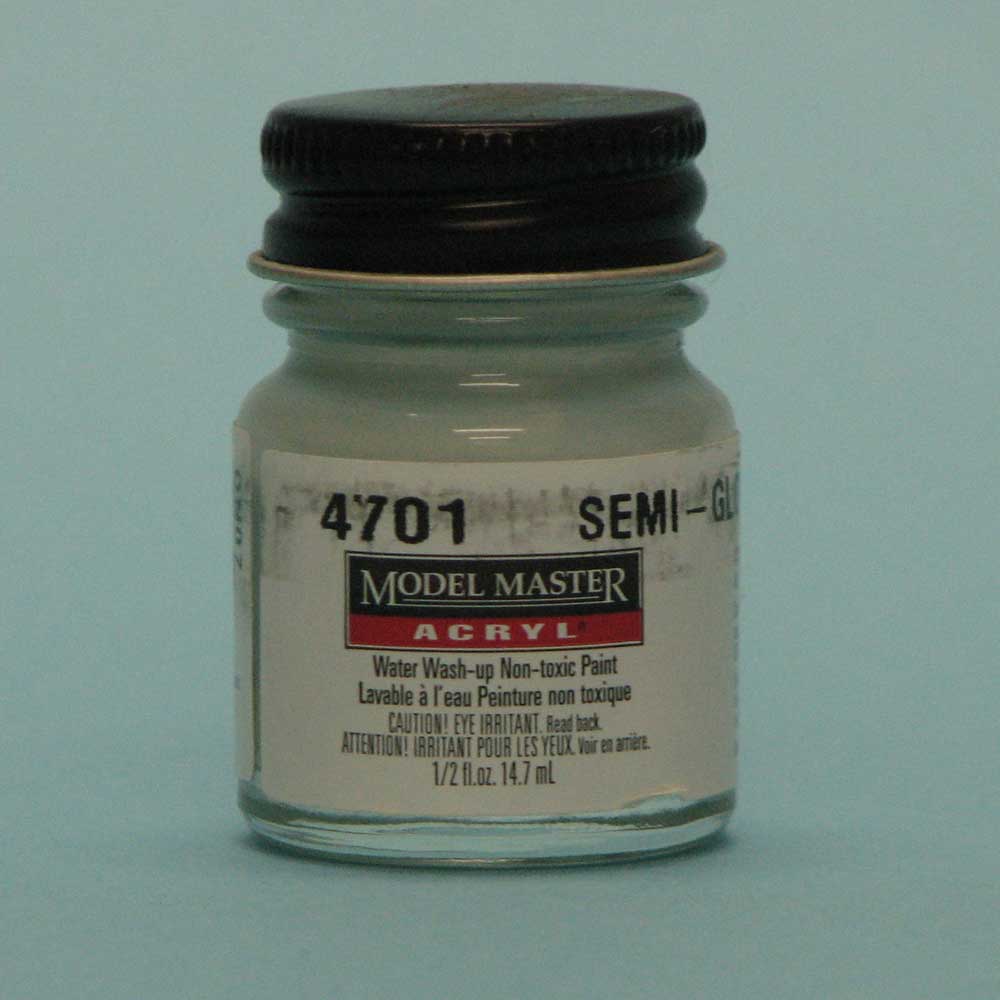 4701 SEMI-GLO
MODEL MASTER
ACRYL®
Water Wash-up Non-toxic Paint
Lavable à l'eau Peinture non toxique
CAUTION! EYE IRRITANT. Read back.
ATTENTION! IRRITANT POUR LES YEUX. Voir en arrière.
1/2 fl.oz. 14.7 mL